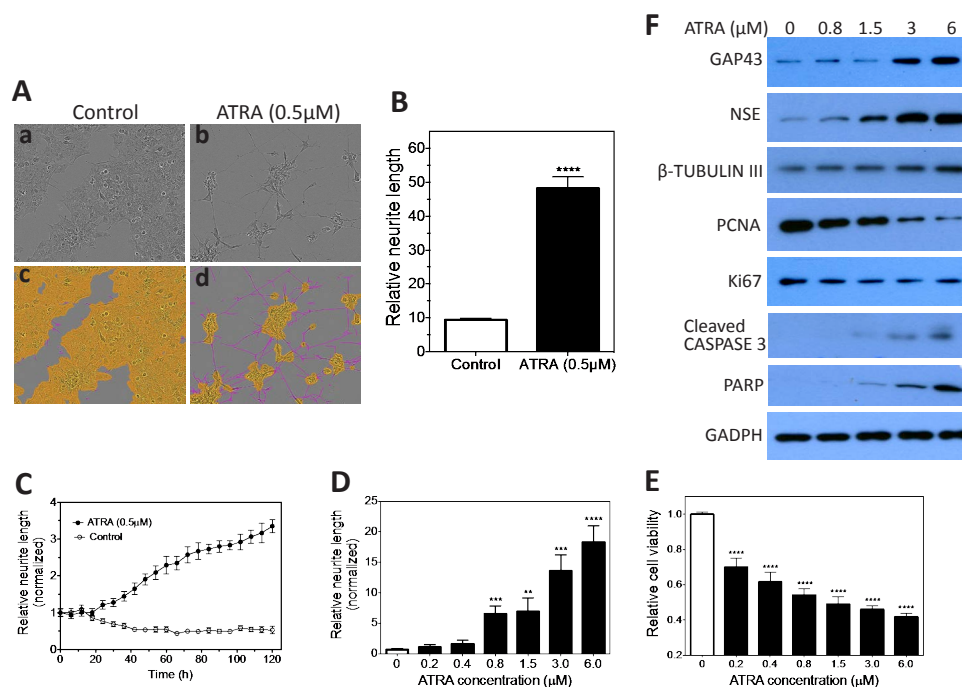 A
Control
ATRA (0.5µM)
a
b
c
d
B
Relative neurite length
60
50
40
30
20
10
0
****
Control
ATRA (0.5µM)
F
ATRA (µM)
0 0.8 1.5 3 6
GAP43
NSE
β-TUBULIN III
PCNA
Ki67
Cleaved
CASPASE 3
PARP
GADPH
C
Relative neurite length
(normalized)
4
3
2
1
0
ATRA (0.5µM)
Control
0 20 40 60 80 100 120
Time (h)
D
Relative neurite length
(normalized)
25
20
15
10
5
0
*** ** *** ****
0 0.2 0.4 0.8 1.5 3.0 6.0
ATRA concentration (µM)
E
Relative cell viability
1.0
0.8
0.6
0.4
0.2
**** **** **** **** **** ****
0 0.2 0.4 0.8 1.5 3.0 6.0
ATRA concentration (µM)